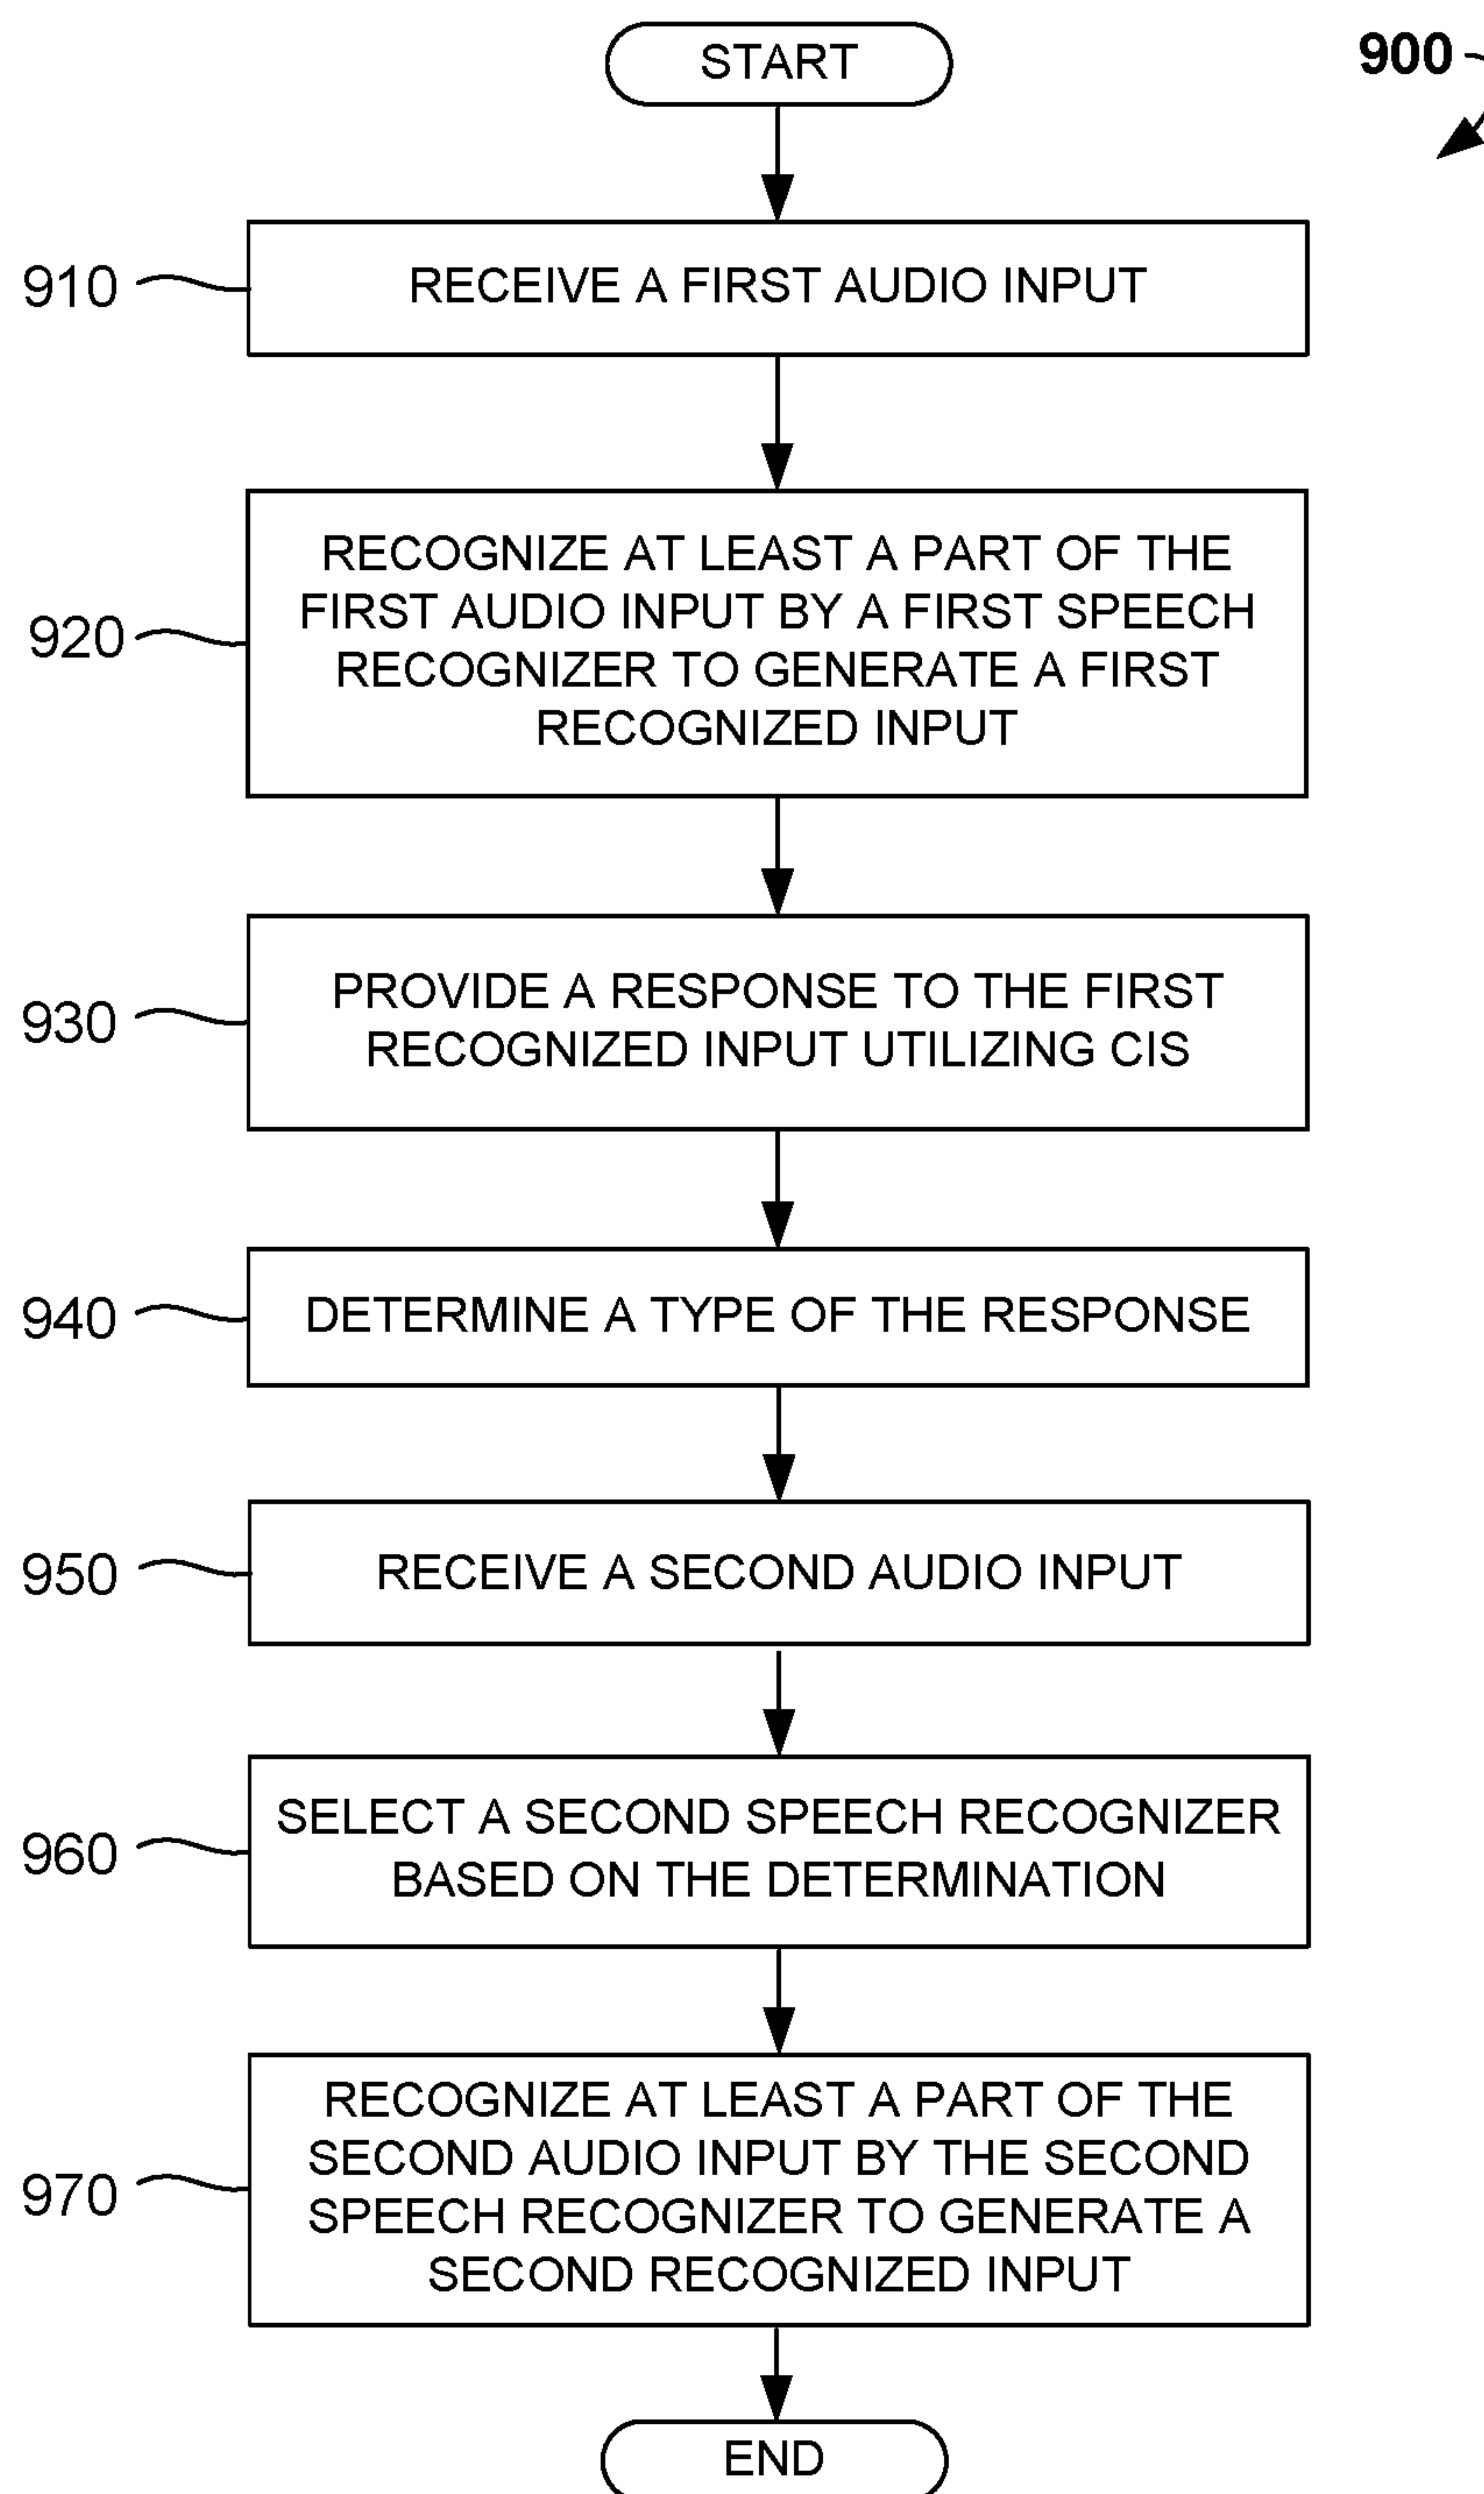 START
900
910
RECEIVE A FIRST AUDIO INPUT
920
RECOGNIZE AT LEAST A PART OF THE
FIRST AUDIO INPUT BY A FIRST SPEECH
RECOGNIZER TO GENERATE A FIRST
RECOGNIZED INPUT
930
PROVIDE A RESPONSE TO THE FIRST
RECOGNIZED INPUT UTILIZING CIS
940
DETERMINE A TYPE OF THE RESPONSE
950
RECEIVE A SECOND AUDIO INPUT
960
SELECT A SECOND SPEECH RECOGNIZER
BASED ON THE DETERMINATION
970
RECOGNIZE AT LEAST A PART OF THE
SECOND AUDIO INPUT BY THE SECOND
SPEECH RECOGNIZER TO GENERATE A
SECOND RECOGNIZED INPUT
END